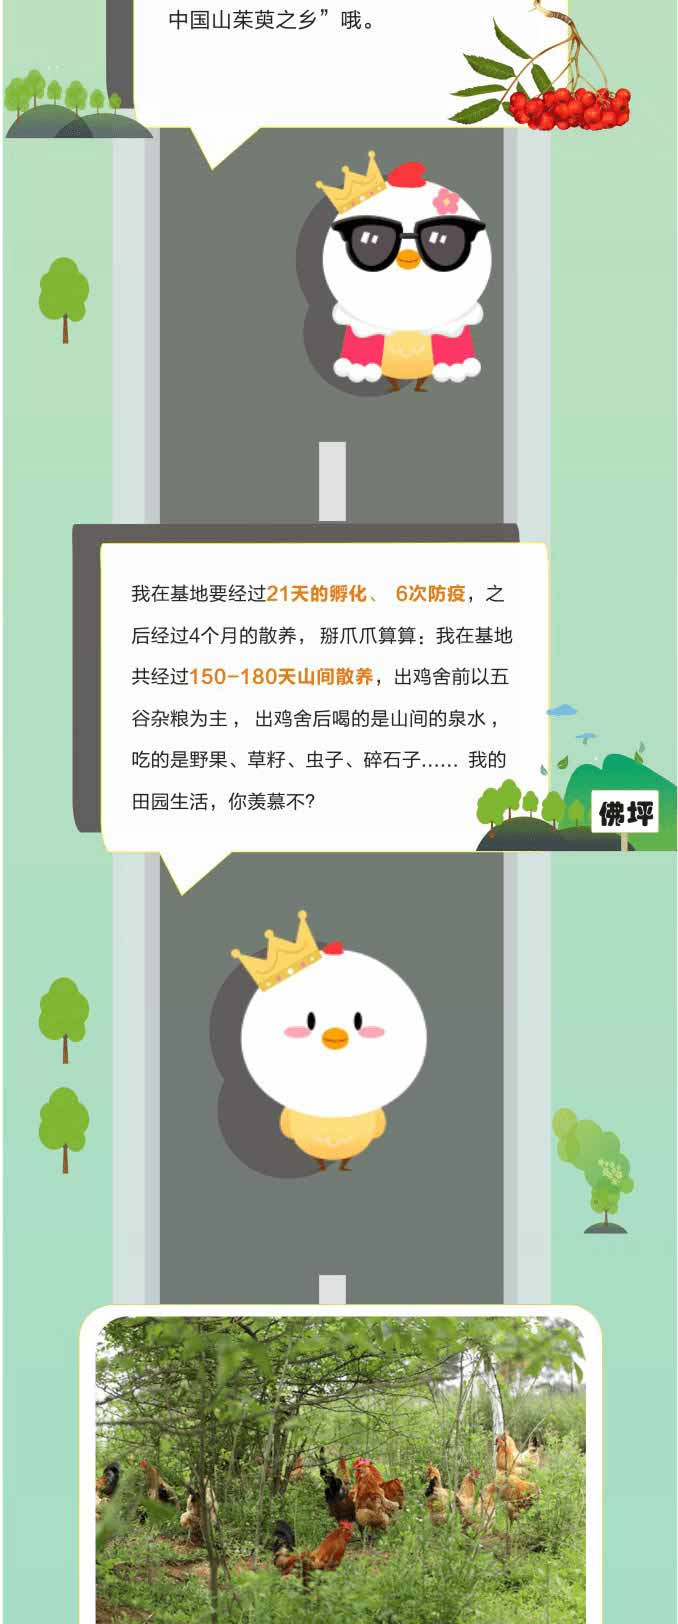 中国山茱萸之乡”哦。
我在基地要经过21天的孵化、 6次防疫，之
后经过4个月的散养， 掰爪爪算算：我在基地
共经过150-180天山间散养，出鸡舍前以五
谷杂粮为主 ， 出鸡舍后喝的是山间的泉水 ，
吃的是野果、草籽、虫子、碎石子...... 我的
田园生活，你羡慕不?
佛坪